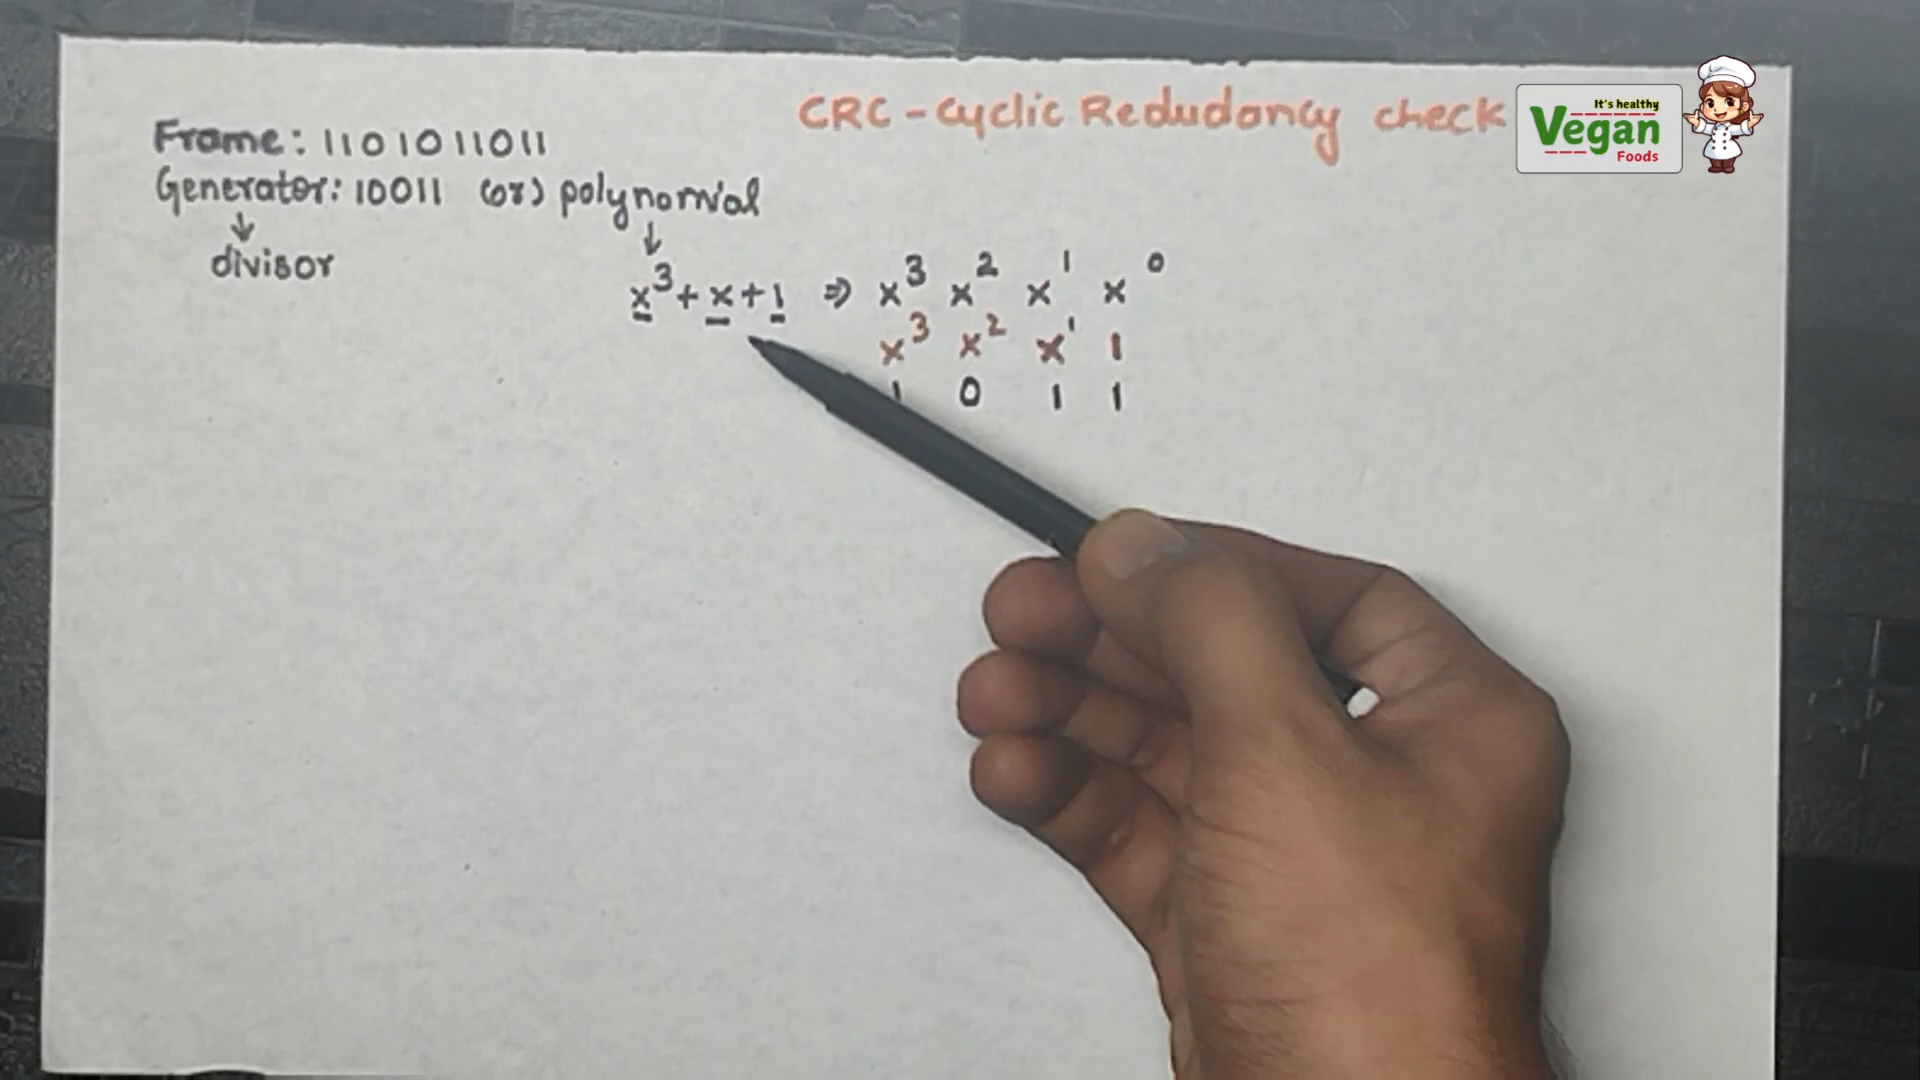 CRC - Cyclic Redudancy check
It's healthy
Vegan
Foods
Frame: 1101011011
Generator: 10011 (or) polynomial
↓ ↓
divisor
x³ + x + 1 ⇒ x³ x² x¹ x⁰
x³ x² x¹ 1
1 0 1 1